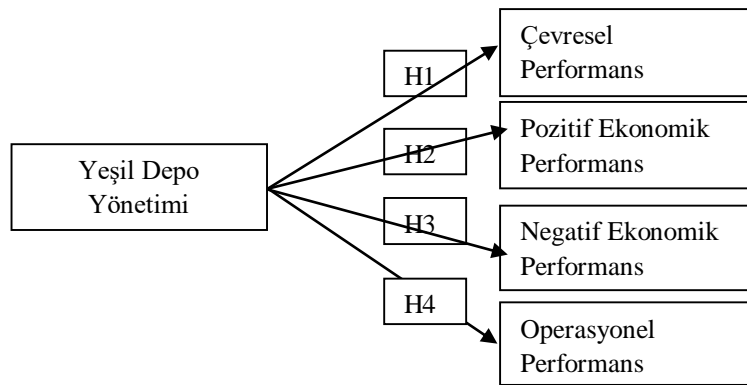 Yeşil Depo
Yönetimi
H1
H2
H3
H4
Çevresel
Performans
Pozitif Ekonomik
Performans
Negatif Ekonomik
Performans
Operasyonel
Performans